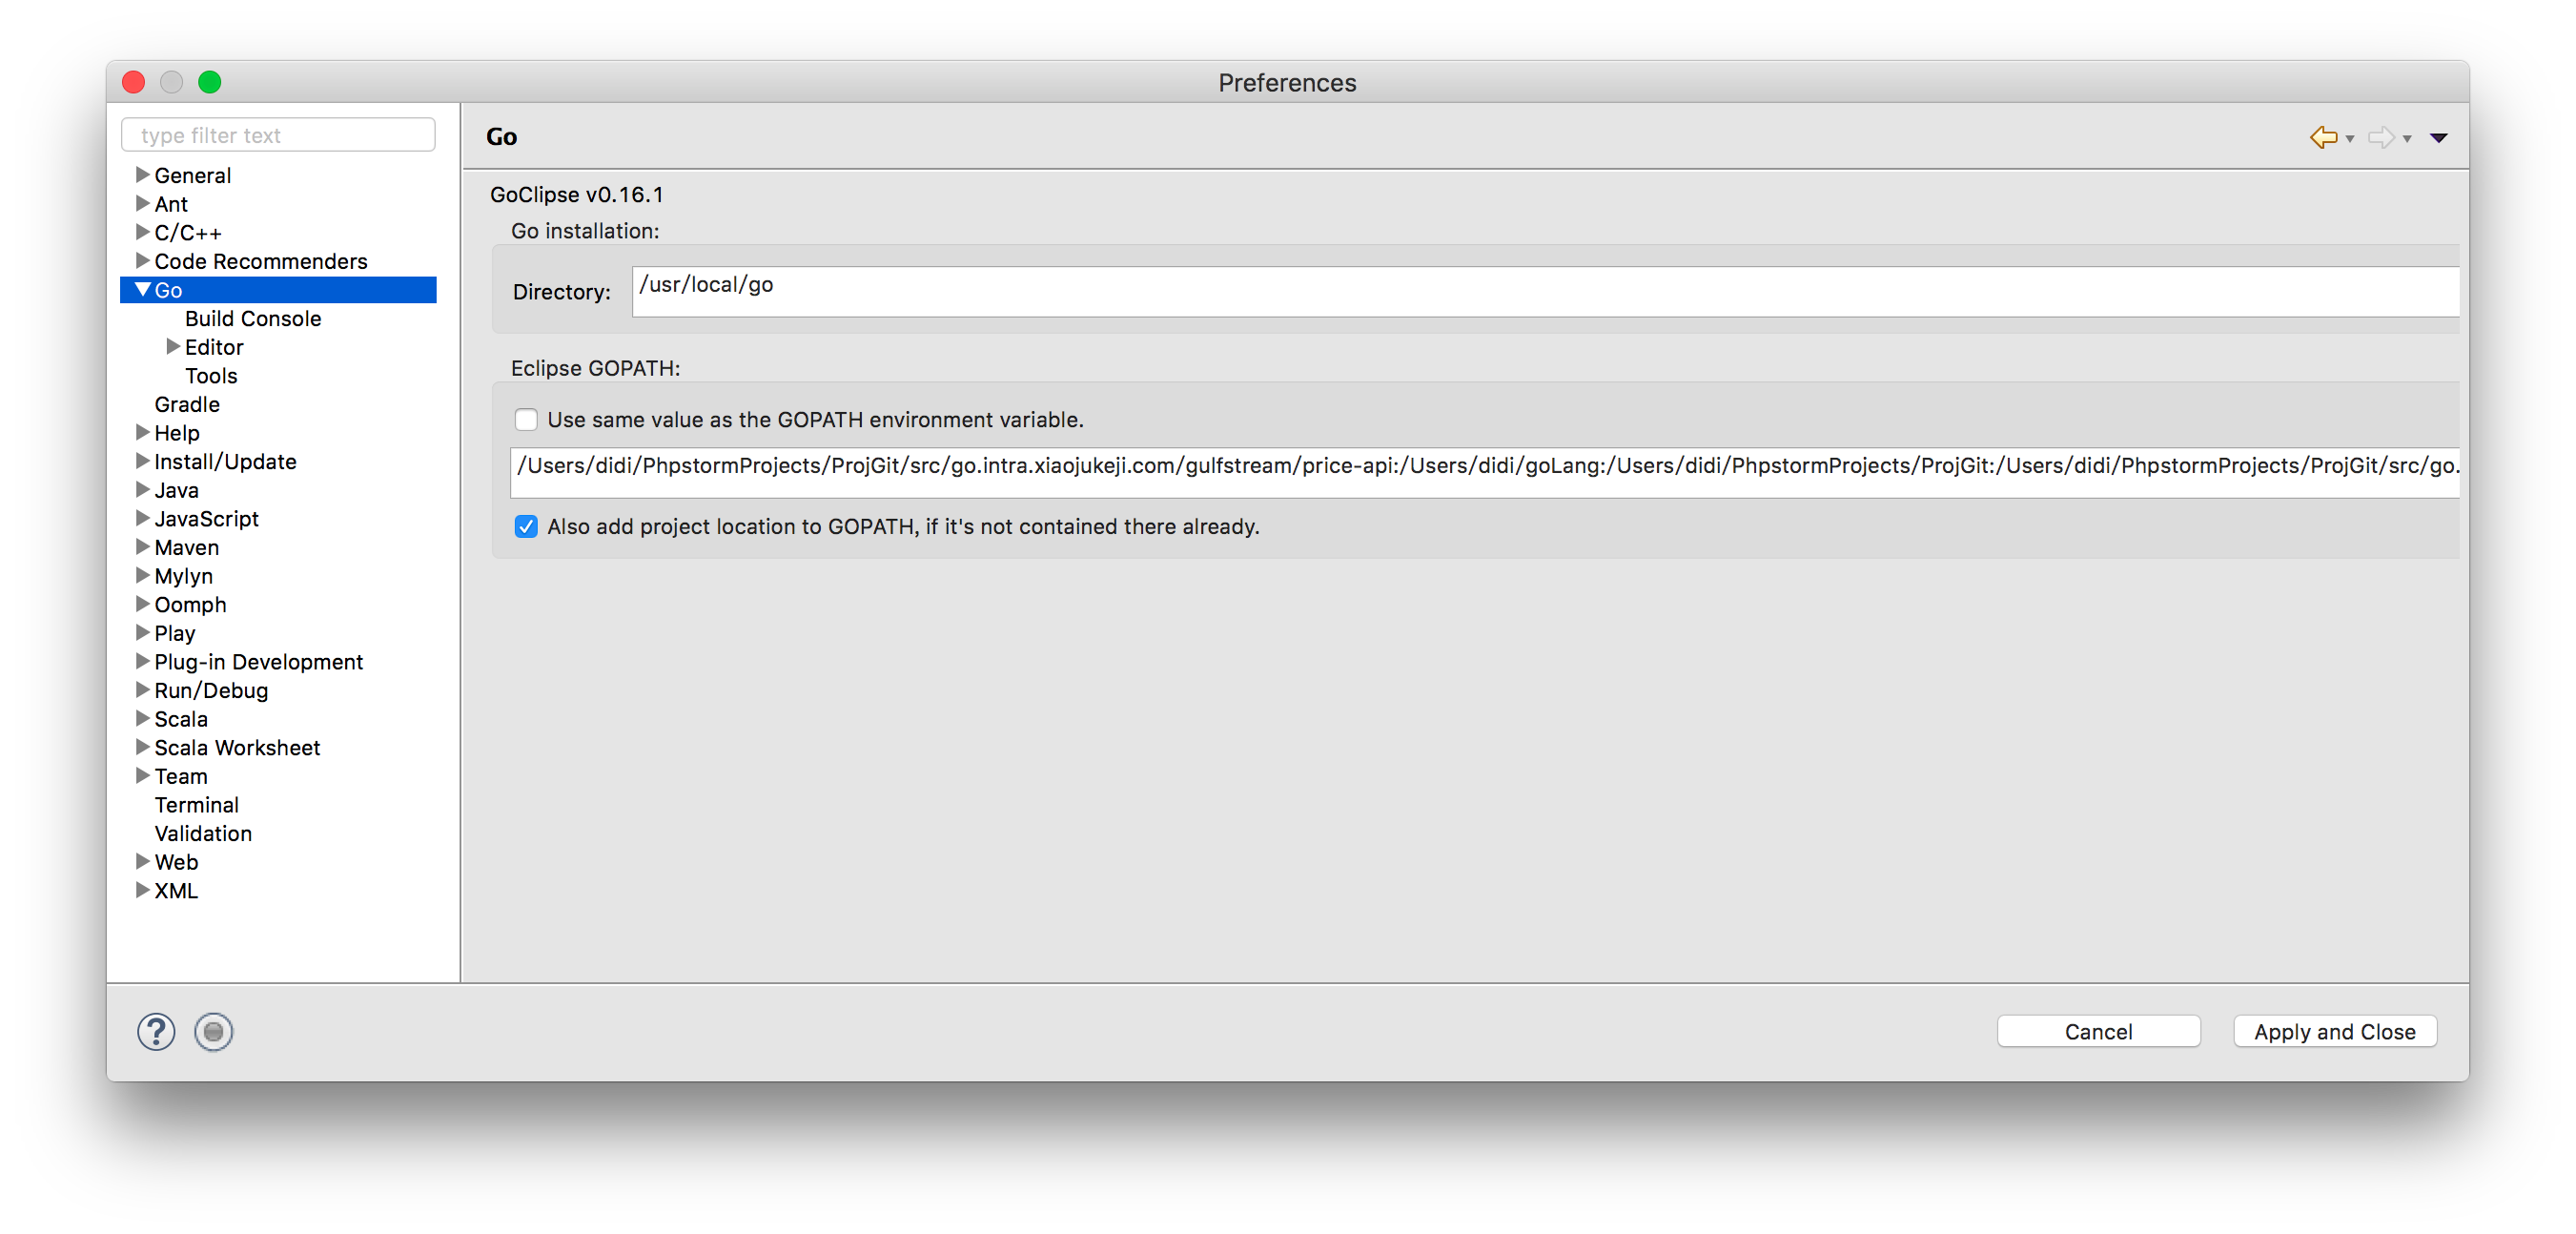 Preferences
type filter text
General
Ant
C/C++
Code Recommenders
Go
Build Console
Editor
Tools
Gradle
Help
Install/Update
Java
JavaScript
Maven
Mylyn
Oomph
Play
Plug-in Development
Run/Debug
Scala
Scala Worksheet
Team
Terminal
Validation
Web
XML
Go
GoClipse v0.16.1
Go installation:
Directory: /usr/local/go
Eclipse GOPATH:
Use same value as the GOPATH environment variable.
/Users/didi/PhpstormProjects/ProjGit/src/go.intra.xiaojukeji.com/gulfstream/price-api:/Users/didi/goLang:/Users/didi/PhpstormProjects/ProjGit:/Users/didi/PhpstormProjects/ProjGit/src/go.
Also add project location to GOPATH, if it's not contained there already.
?
Cancel
Apply and Close